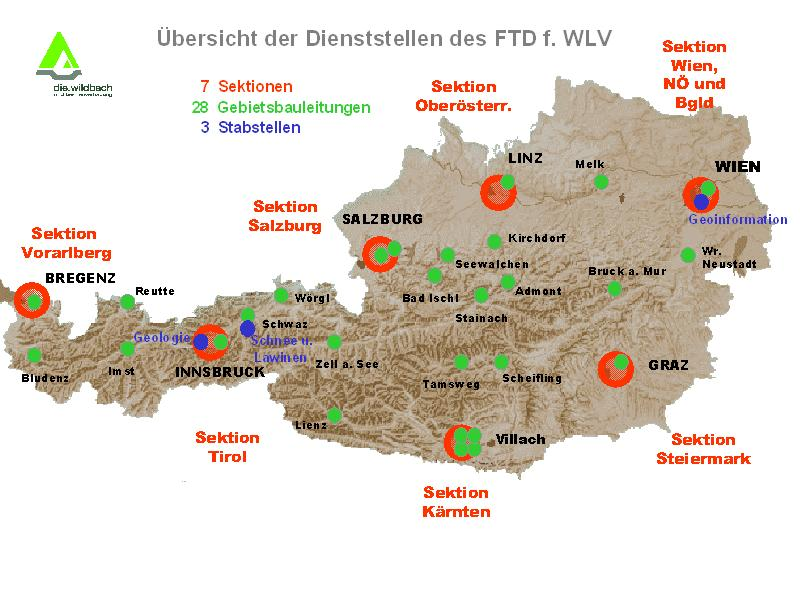 Übersicht der Dienststellen des FTD f. WLV
die.wildbach
7 Sektionen
28 Gebietsbauleitungen
3 Stabstellen
Sektion
Oberösterr.
Sektion
Wien,
NÖ und
Bgld
LINZ
Melk
WIEN
Geoinformation
Sektion
Salzburg
SALZBURG
Kirchdorf
Seewalchen
Wr.
Neustadt
Sektion
Vorarlberg
BREGENZ
Reutte
Wörgl
Bad Ischl
Admont
Bruck a. Mur
Stainach
Schwaz
Geologie
Schnee u.
Lawinen
Zell a. See
Bludenz
Imst
INNSBRUCK
Tamsweg
Scheifling
GRAZ
Lienz
Villach
Sektion
Tirol
Sektion
Steiermark
Sektion
Kärnten